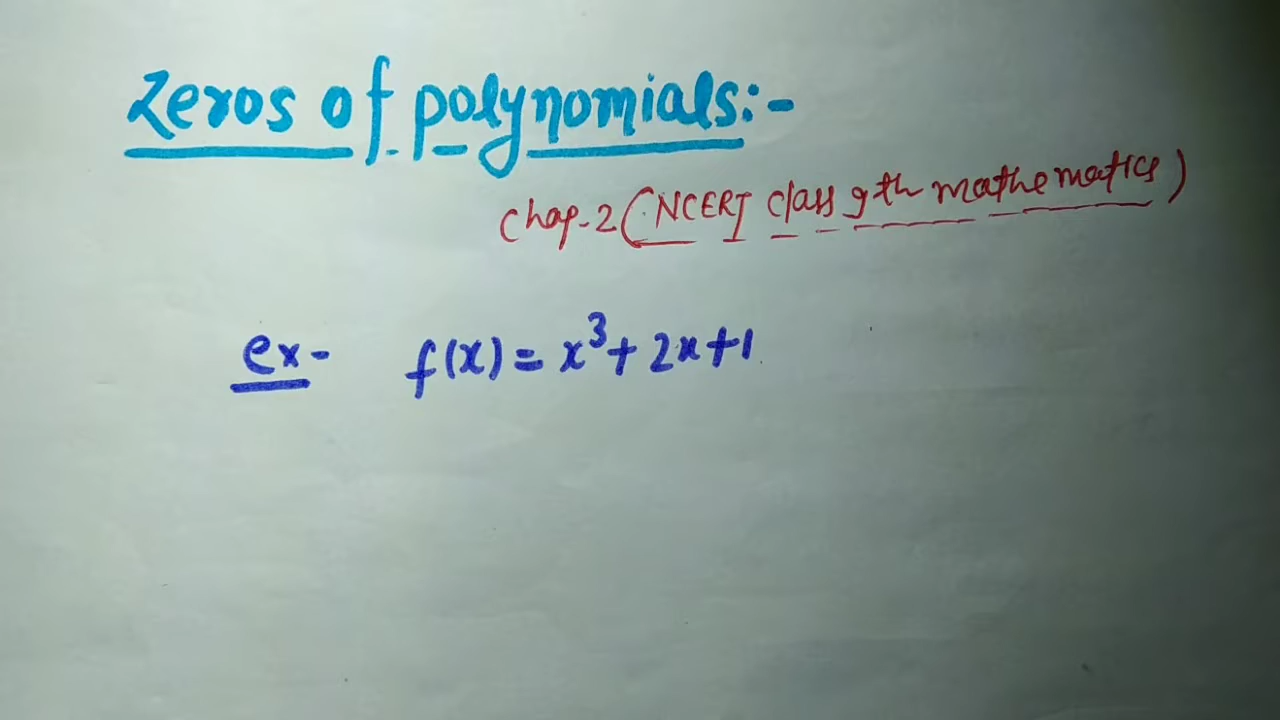 Zeros of polynomials:-
Chap-2 (NCERT class 9th mathematics)
ex- f(x) = x³ + 2x + 1